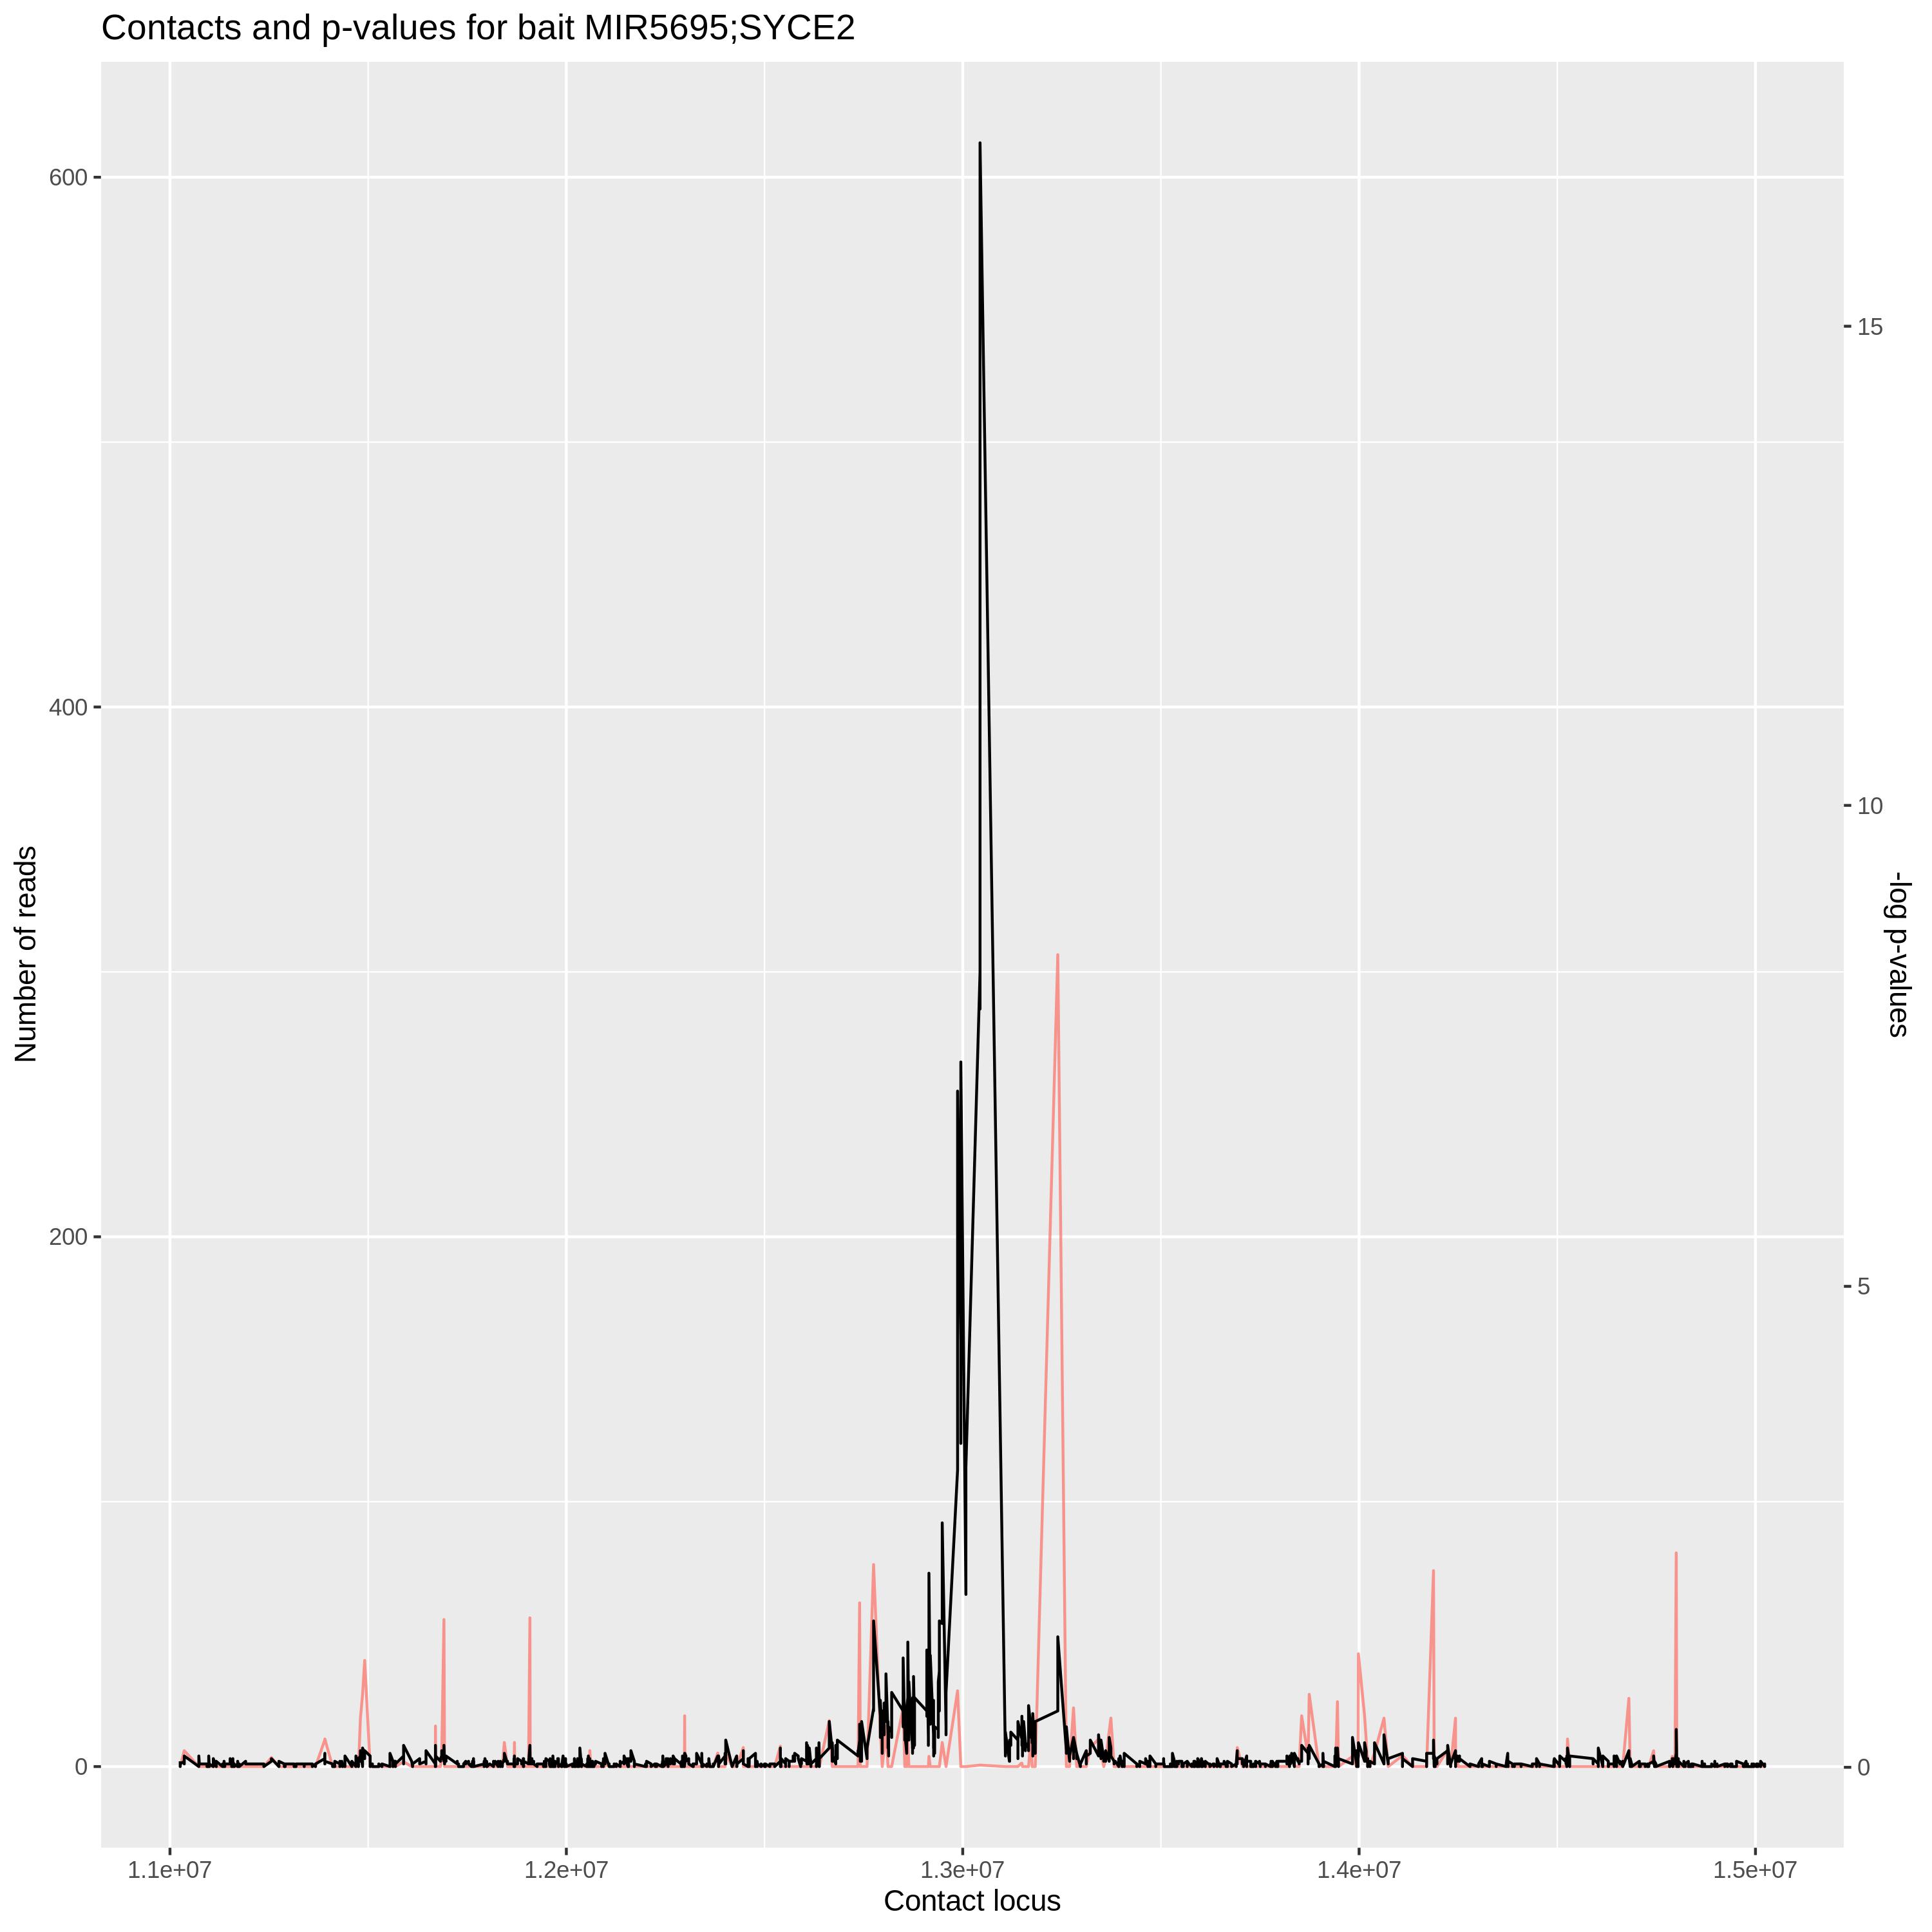 Contacts and p-values for bait MIR5695;SYCE2
600
400
200
0
Number of reads
15
10
5
0
-log p-values
1.1e+07 1.2e+07 1.3e+07 1.4e+07 1.5e+07
Contact locus